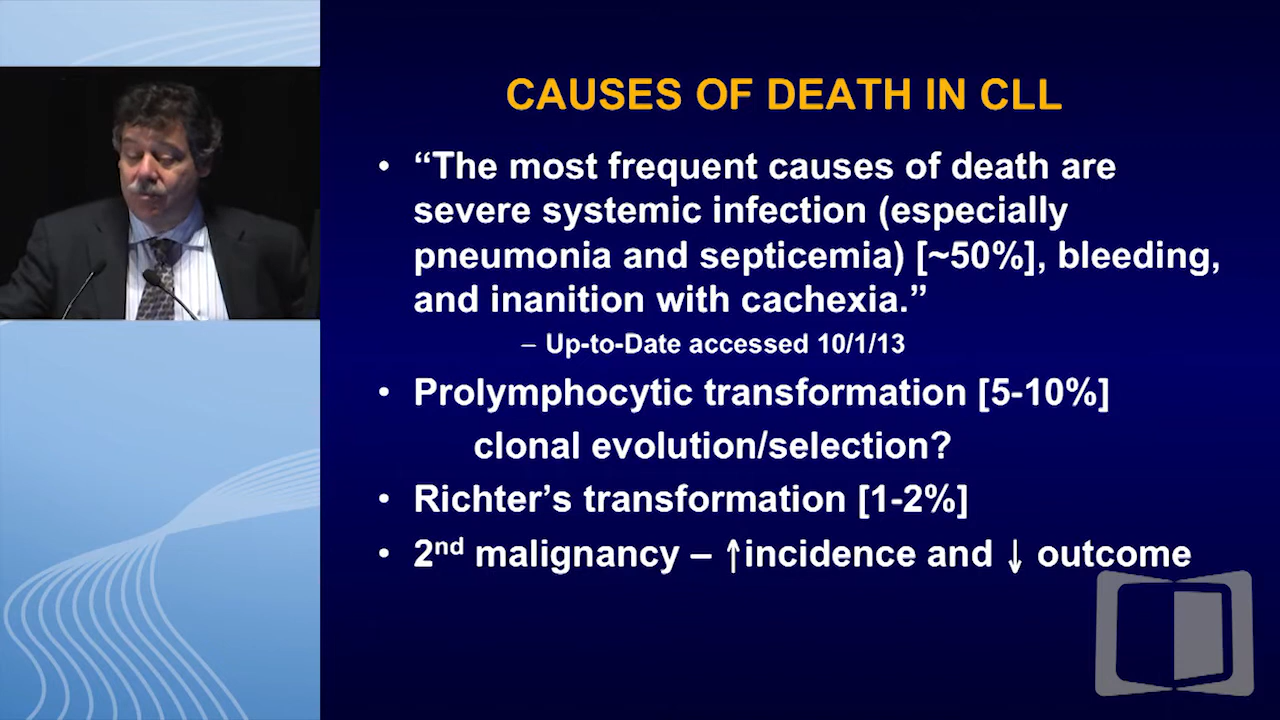 CAUSES OF DEATH IN CLL
• “The most frequent causes of death are
severe systemic infection (especially
pneumonia and septicemia) [~50%], bleeding,
and inanition with cachexia.”
– Up-to-Date accessed 10/1/13
• Prolymphocytic transformation [5-10%]
clonal evolution/selection?
• Richter’s transformation [1-2%]
• 2nd malignancy – ↑incidence and ↓ outcome